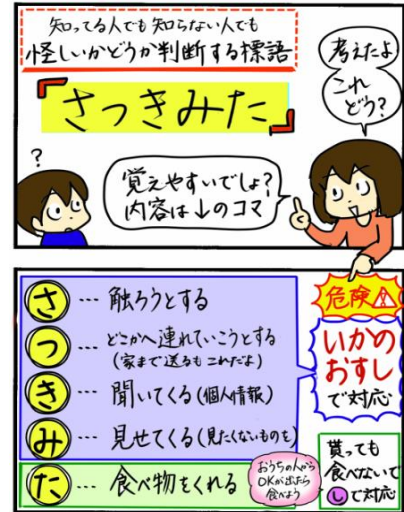 知ってる人でも知らない人でも
怪しいかどうか判断する標語
『さっきみた』
考えたよ
これ
どう?
?
覚えやすいでしょ?
内容は↓のコマ
さ … 触ろうとする
つ … どこかへ連れていこうとする
(家まで送るもこれだよ)
き … 聞いてくる(個人情報)
み … 見せてくる(見たくないものを)
た … 食べ物をくれる
おうちの人から
OKが出たら
食べよう
危険⚠
いかの
おすし
で対応
貰っても
食べないで
しで対応